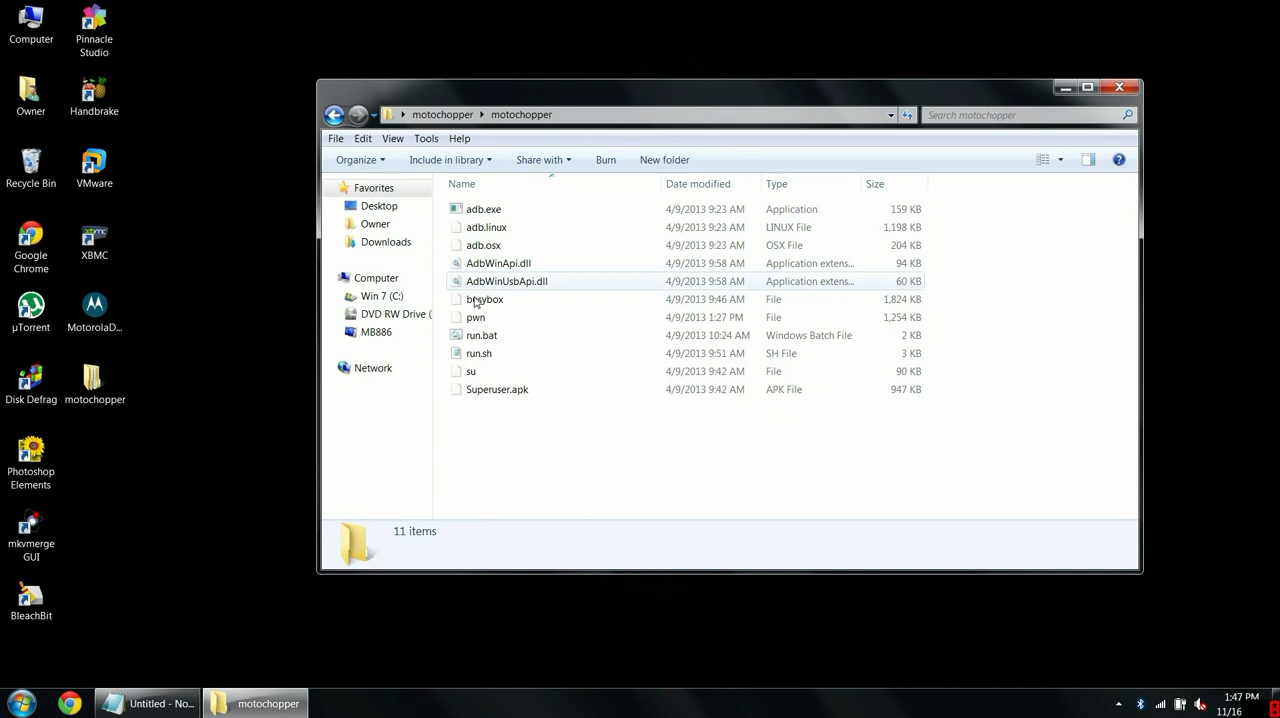 Computer
Pinnacle
Studio
Owner
Handbrake
Recycle Bin
VMware
Google
Chrome
XBMC
µTorrent
MotorolaD...
Disk Defrag
motochopper
Photoshop
Elements
mkvmerge
GUI
BleachBit
motochopper
motochopper
Search motochopper
File Edit View Tools Help
Organize Include in library Share with Burn New folder
Favorites
Desktop
Owner
Downloads
Computer
Win 7 (C:)
DVD RW Drive (
MB886
Network
Name Date modified Type Size
adb.exe 4/9/2013 9:23 AM Application 159 KB
adb.linux 4/9/2013 9:23 AM LINUX File 1,198 KB
adb.osx 4/9/2013 9:23 AM OSX File 204 KB
AdbWinApi.dll 4/9/2013 9:58 AM Application extens... 94 KB
AdbWinUsbApi.dll 4/9/2013 9:58 AM Application extens... 60 KB
busybox 4/9/2013 9:46 AM File 1,824 KB
pwn 4/9/2013 1:27 PM File 1,254 KB
run.bat 4/9/2013 10:24 AM Windows Batch File 2 KB
run.sh 4/9/2013 9:51 AM SH File 3 KB
su 4/9/2013 9:42 AM File 90 KB
Superuser.apk 4/9/2013 9:42 AM APK File 947 KB
11 items
Untitled - No...
motochopper
1:47 PM
11/16